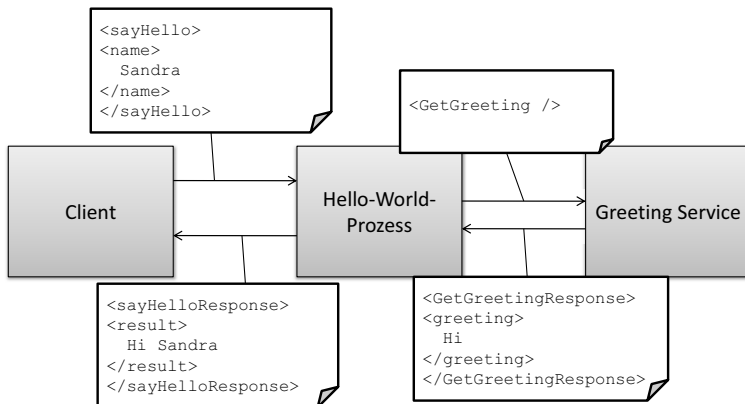 <sayHello>
<name>
Sandra
</name>
</sayHello>
<GetGreeting />
Client
Hello-World-
Prozess
Greeting Service
<sayHelloResponse>
<result>
Hi Sandra
</result>
</sayHelloResponse>
<GetGreetingResponse>
<greeting>
Hi
</greeting>
</GetGreetingResponse>